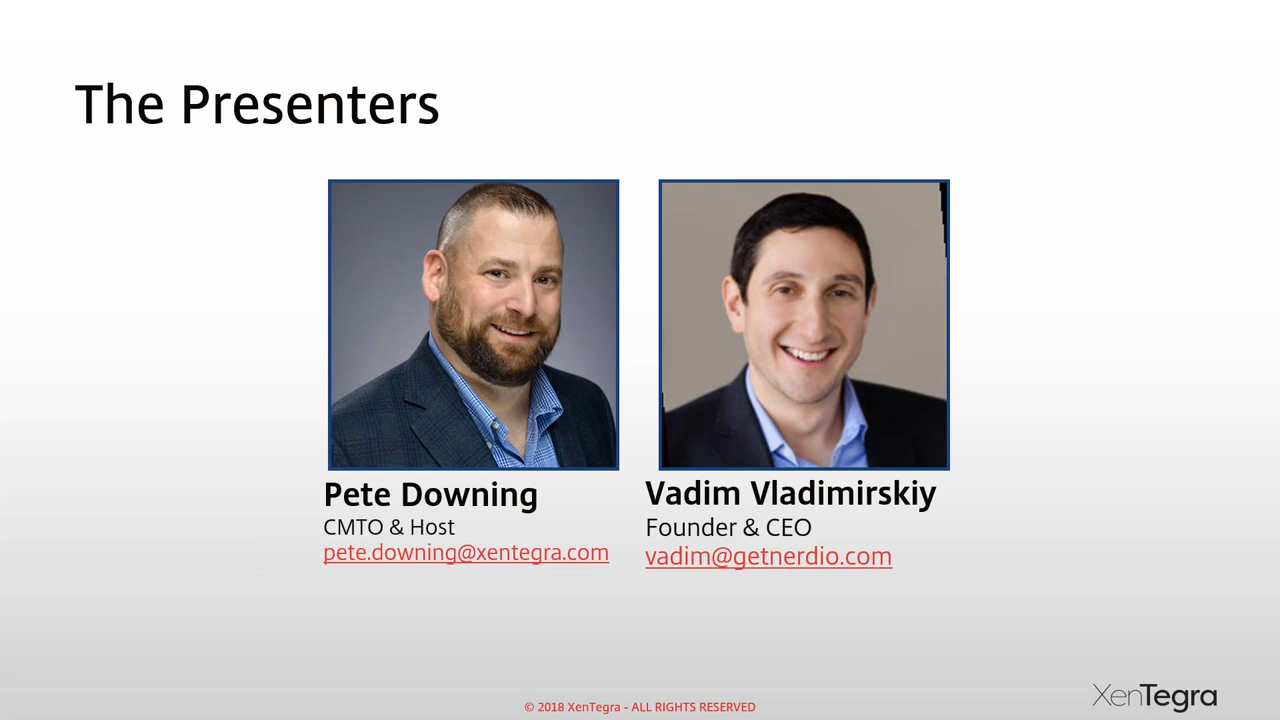 The Presenters
Pete Downing
CMTO & Host
pete.downing@xentegra.com
Vadim Vladimirskiy
Founder & CEO
vadim@getnerdio.com
© 2018 XenTegra - ALL RIGHTS RESERVED
XenTegra